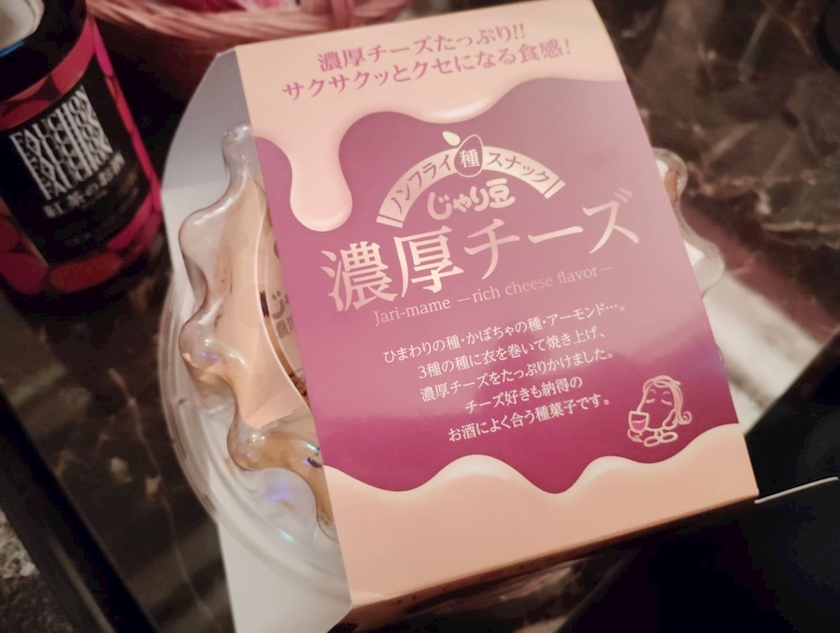 濃厚チーズたっぷり!!
サクサクッとクセになる食感!
ノンフライ種スナック
じゃり豆
濃厚チーズ
Jari-mame —rich cheese flavor—
ひまわりの種・かぼちゃの種・アーモンド…。
3種の種に衣を巻いて焼き上げ、
濃厚チーズをたっぷりかけました。
チーズ好きも納得の
お酒によく合う種菓子です。
FAUCHON
紅茶のお酒